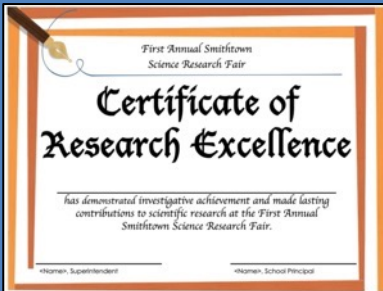 First Annual Smithtown
Science Research Fair
Certificate of
Research Excellence
has demonstrated investigative achievement and made lasting
contributions to scientific research at the First Annual
Smithtown Science Research Fair.
<Name>, Superintendent
<Name>, School Principal